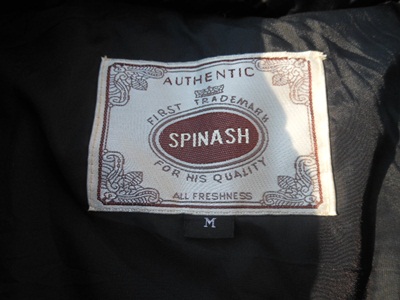 AUTHENTIC
FIRST TRADEMARK
SPINASH
FOR HIS QUALITY
ALL FRESHNESS
M